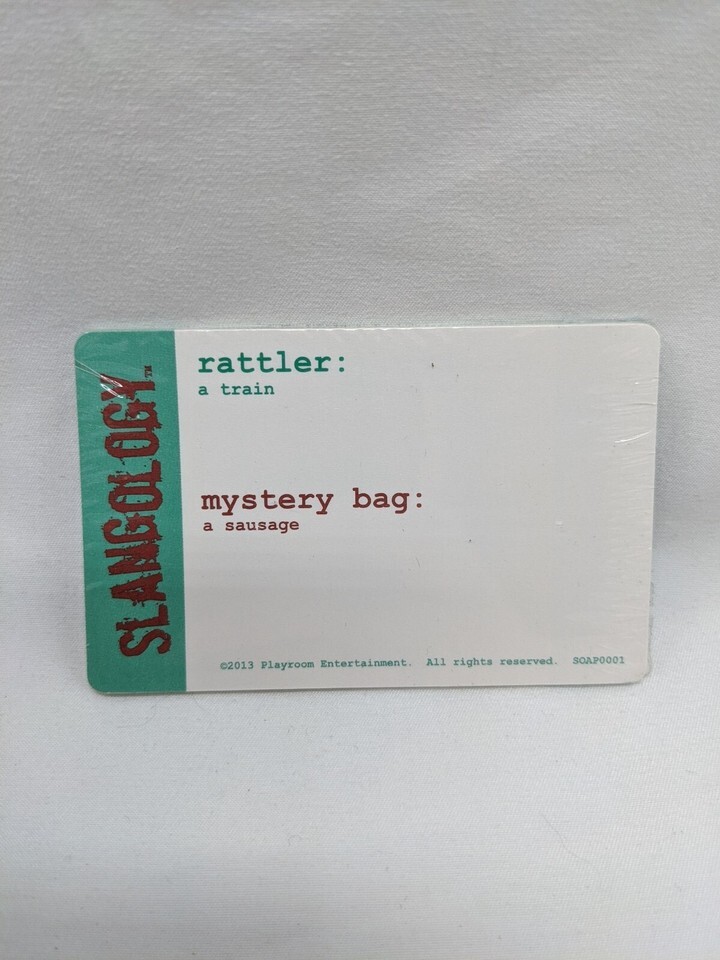 SLANGOLOGY™
rattler:
a train
mystery bag:
a sausage
©2013 Playroom Entertainment. All rights reserved. SOAP0001